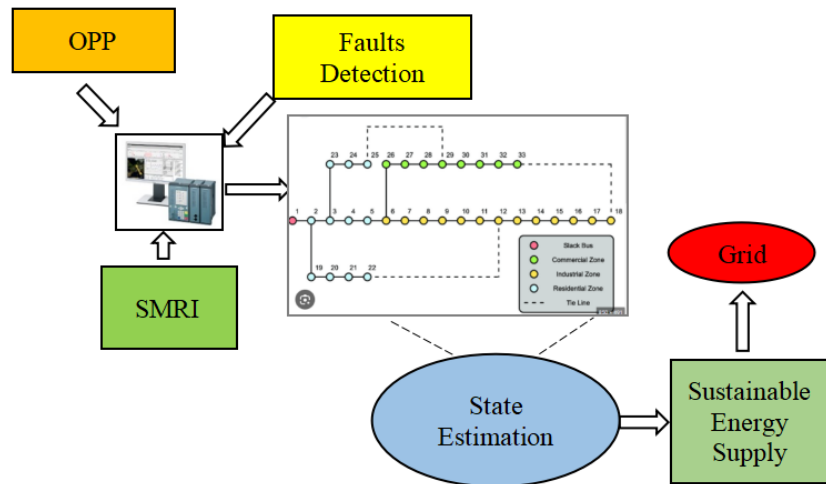 OPP
Faults
Detection
23 24 25 26 27 28 29 30 31 32 33
1 2 3 4 5 6 7 8 9 10 11 12 13 14 15 16 17 18
19 20 21 22
Slack Bus
Commercial Zone
Industrial Zone
Residential Zone
Tie Line
SMRI
Grid
State
Estimation
Sustainable
Energy
Supply